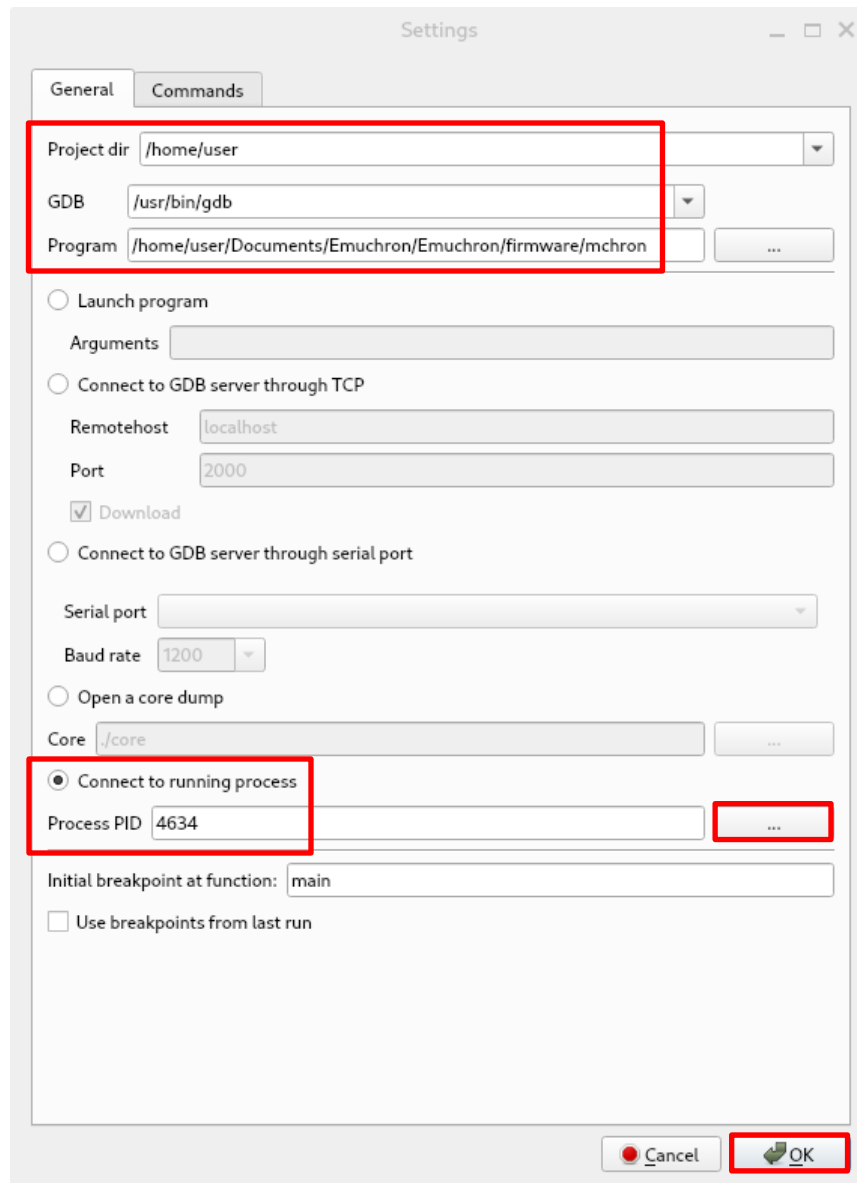 Settings
General Commands
Project dir /home/user
GDB /usr/bin/gdb
Program /home/user/Documents/Emuchron/Emuchron/firmware/mchron ...
Launch program
Arguments
Connect to GDB server through TCP
Remotehost localhost
Port 2000
Download
Connect to GDB server through serial port
Serial port
Baud rate 1200
Open a core dump
Core ./core ...
Connect to running process
Process PID 4634 ...
Initial breakpoint at function: main
Use breakpoints from last run
Cancel OK